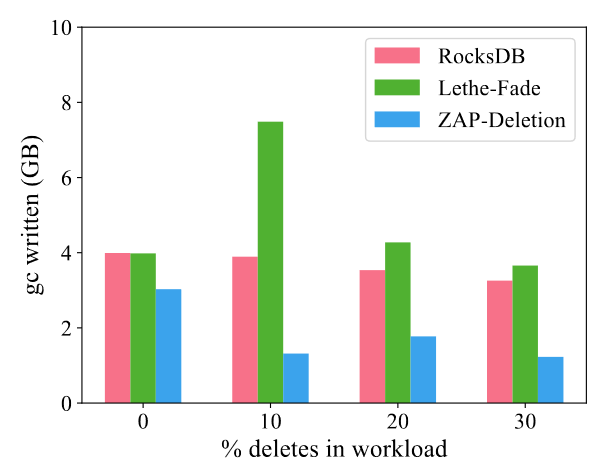 10
8
6
4
2
0
gc written (GB)
RocksDB
Lethe-Fade
ZAP-Deletion
0 10 20 30
% deletes in workload